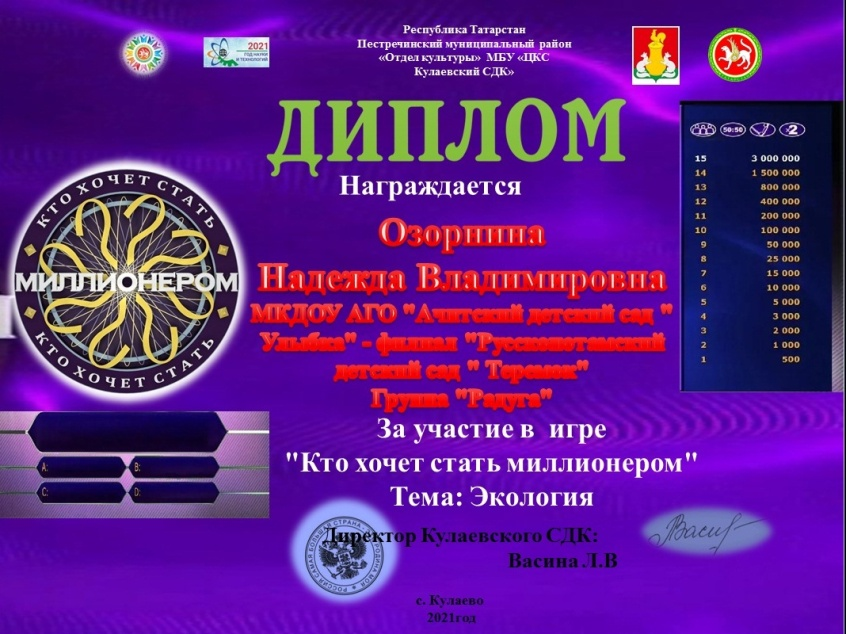 Республика Татарстан
Пестречинский муниципальный район
«Отдел культуры» МБУ «ЦКС
Кулаевский СДК»
2021
ГОД НАУКИ
И ТЕХНОЛОГИЙ
ДИПЛОМ
Награждается
Озорнина
Надежда Владимировна
МКДОУ АГО "Ачитский детский сад "
Улыбка" - филиал "Русскопотамский
детский сад " Теремок"
Группа "Радуга"
За участие в игре
"Кто хочет стать миллионером"
Тема: Экология
КТО ХОЧЕТ СТАТЬ
МИЛЛИОНЕРОМ
КТО ХОЧЕТ СТАТЬ
50:50 x2
15 3 000 000
14 1 500 000
13 800 000
12 400 000
11 200 000
10 100 000
9 50 000
8 25 000
7 15 000
6 10 000
5 5 000
4 3 000
3 2 000
2 1 000
1 500
A: B:
C: D:
Директор Кулаевского СДК:
Васина Л.В
с. Кулаево
2021год